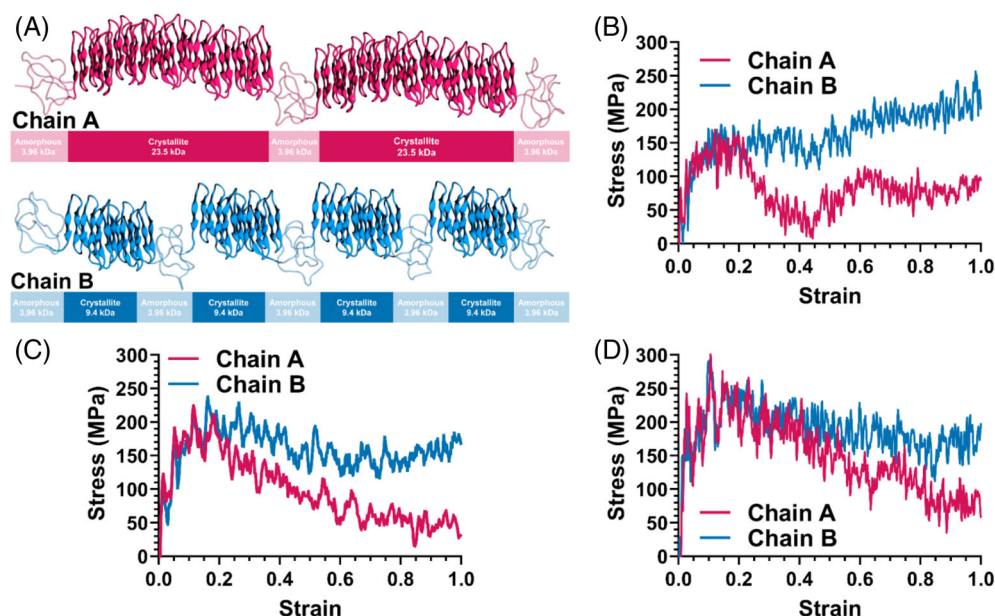 (A)
Chain A
Amorphous Crystallite Amorphous Crystallite Amorphous
3.96 kDa 23.5 kDa 3.96 kDa 23.5 kDa 3.96 kDa
Chain B
Amorphous Crystallite Amorphous Crystallite Amorphous Crystallite Amorphous Crystallite Amorphous
3.96 kDa 9.4 kDa 3.96 kDa 9.4 kDa 3.96 kDa 9.4 kDa 3.96 kDa 9.4 kDa 3.96 kDa
(B)
Chain A
Chain B
300
250
200
150
100
50
0
Stress (MPa)
0.0 0.2 0.4 0.6 0.8 1.0
Strain
(C)
Chain A
Chain B
300
250
200
150
100
50
0
Stress (MPa)
0.0 0.2 0.4 0.6 0.8 1.0
Strain
(D)
300
250
200
150
100
50
0
Stress (MPa)
Chain A
Chain B
0.0 0.2 0.4 0.6 0.8 1.0
Strain